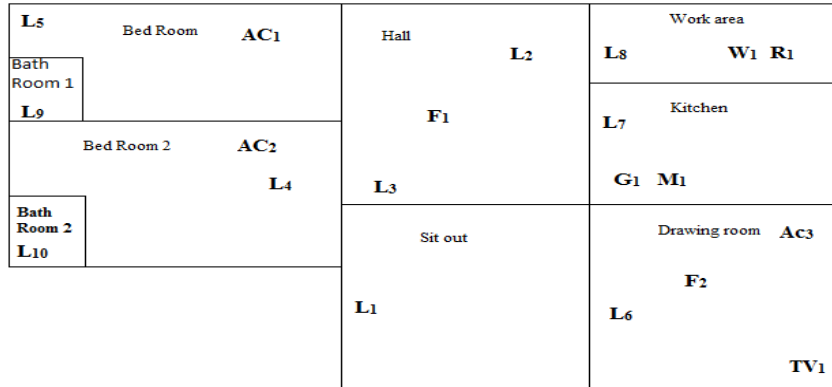 L5
Bed Room
AC1
Bath
Room 1
L9
Bed Room 2
AC2
L4
Bath
Room 2
L10
Hall
L2
F1
L3
Sit out
L1
Work area
L8
W1 R1
Kitchen
L7
G1 M1
Drawing room
Ac3
F2
L6
TV1